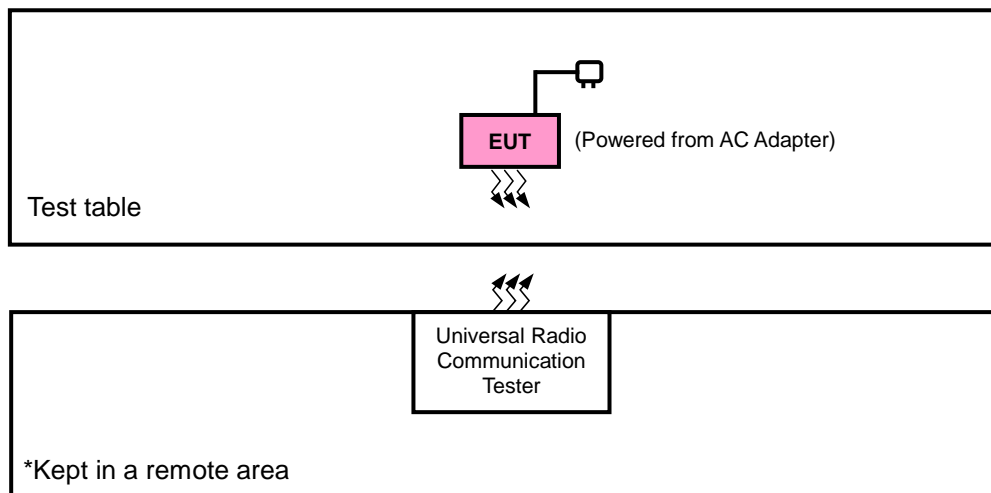 EUT
(Powered from AC Adapter)
Test table
Universal Radio
Communication
Tester
*Kept in a remote area